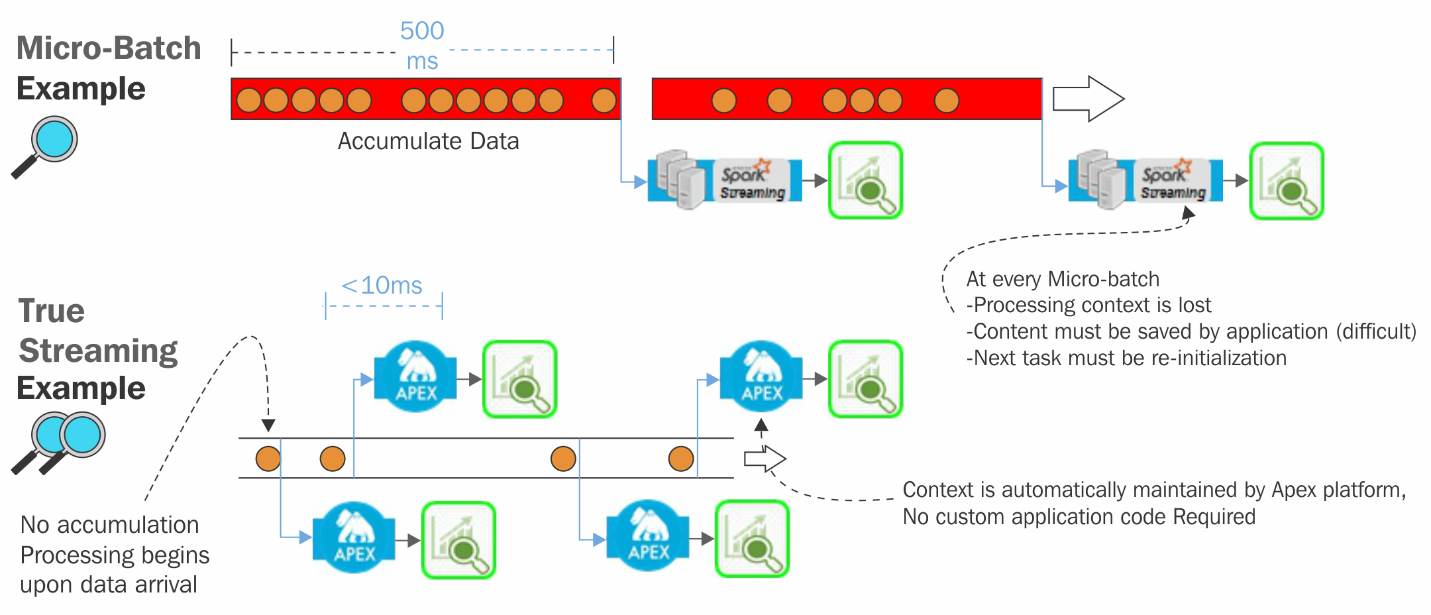 Micro-Batch
Example
500
ms
Accumulate Data
Spark
Streaming
Spark
Streaming
At every Micro-batch
-Processing context is lost
-Content must be saved by application (difficult)
-Next task must be re-initialization
True
Streaming
Example
<10ms
APEX
APEX
APEX
APEX
No accumulation
Processing begins
upon data arrival
Context is automatically maintained by Apex platform,
No custom application code Required